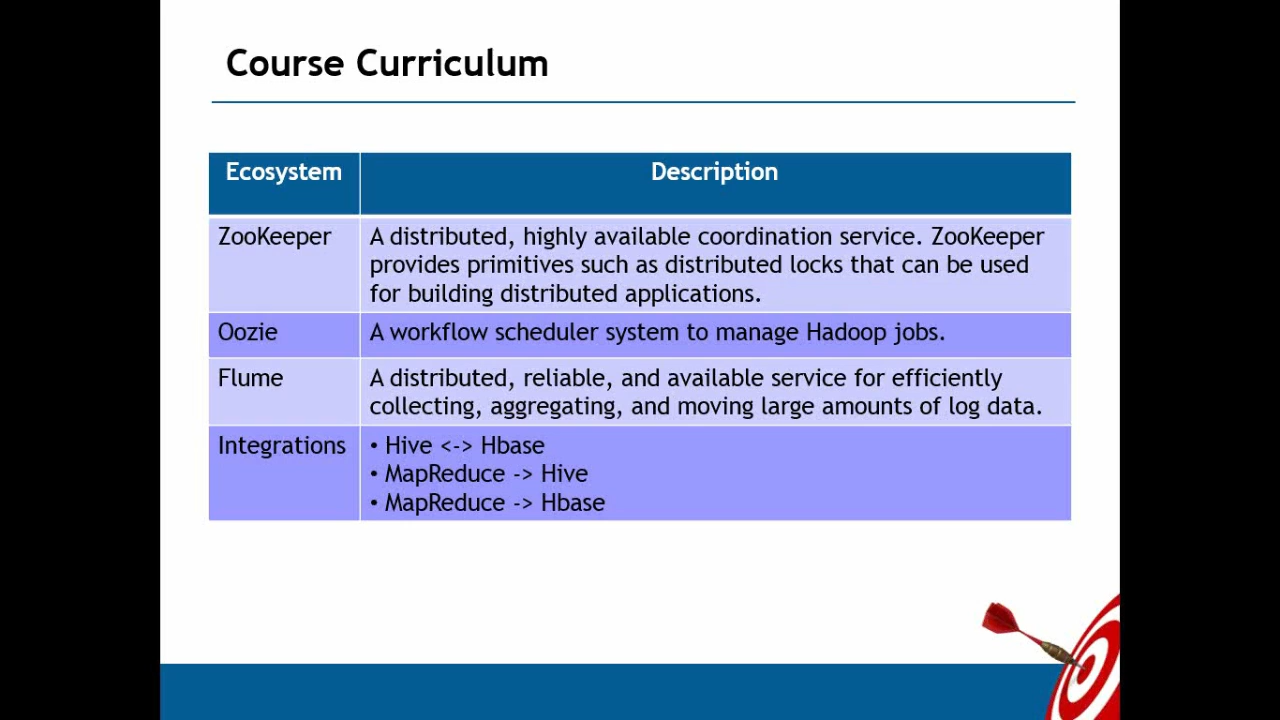 Course Curriculum
Ecosystem
Description
ZooKeeper
A distributed, highly available coordination service. ZooKeeper
provides primitives such as distributed locks that can be used
for building distributed applications.
Oozie
A workflow scheduler system to manage Hadoop jobs.
Flume
A distributed, reliable, and available service for efficiently
collecting, aggregating, and moving large amounts of log data.
Integrations
• Hive <-> Hbase
• MapReduce -> Hive
• MapReduce -> Hbase